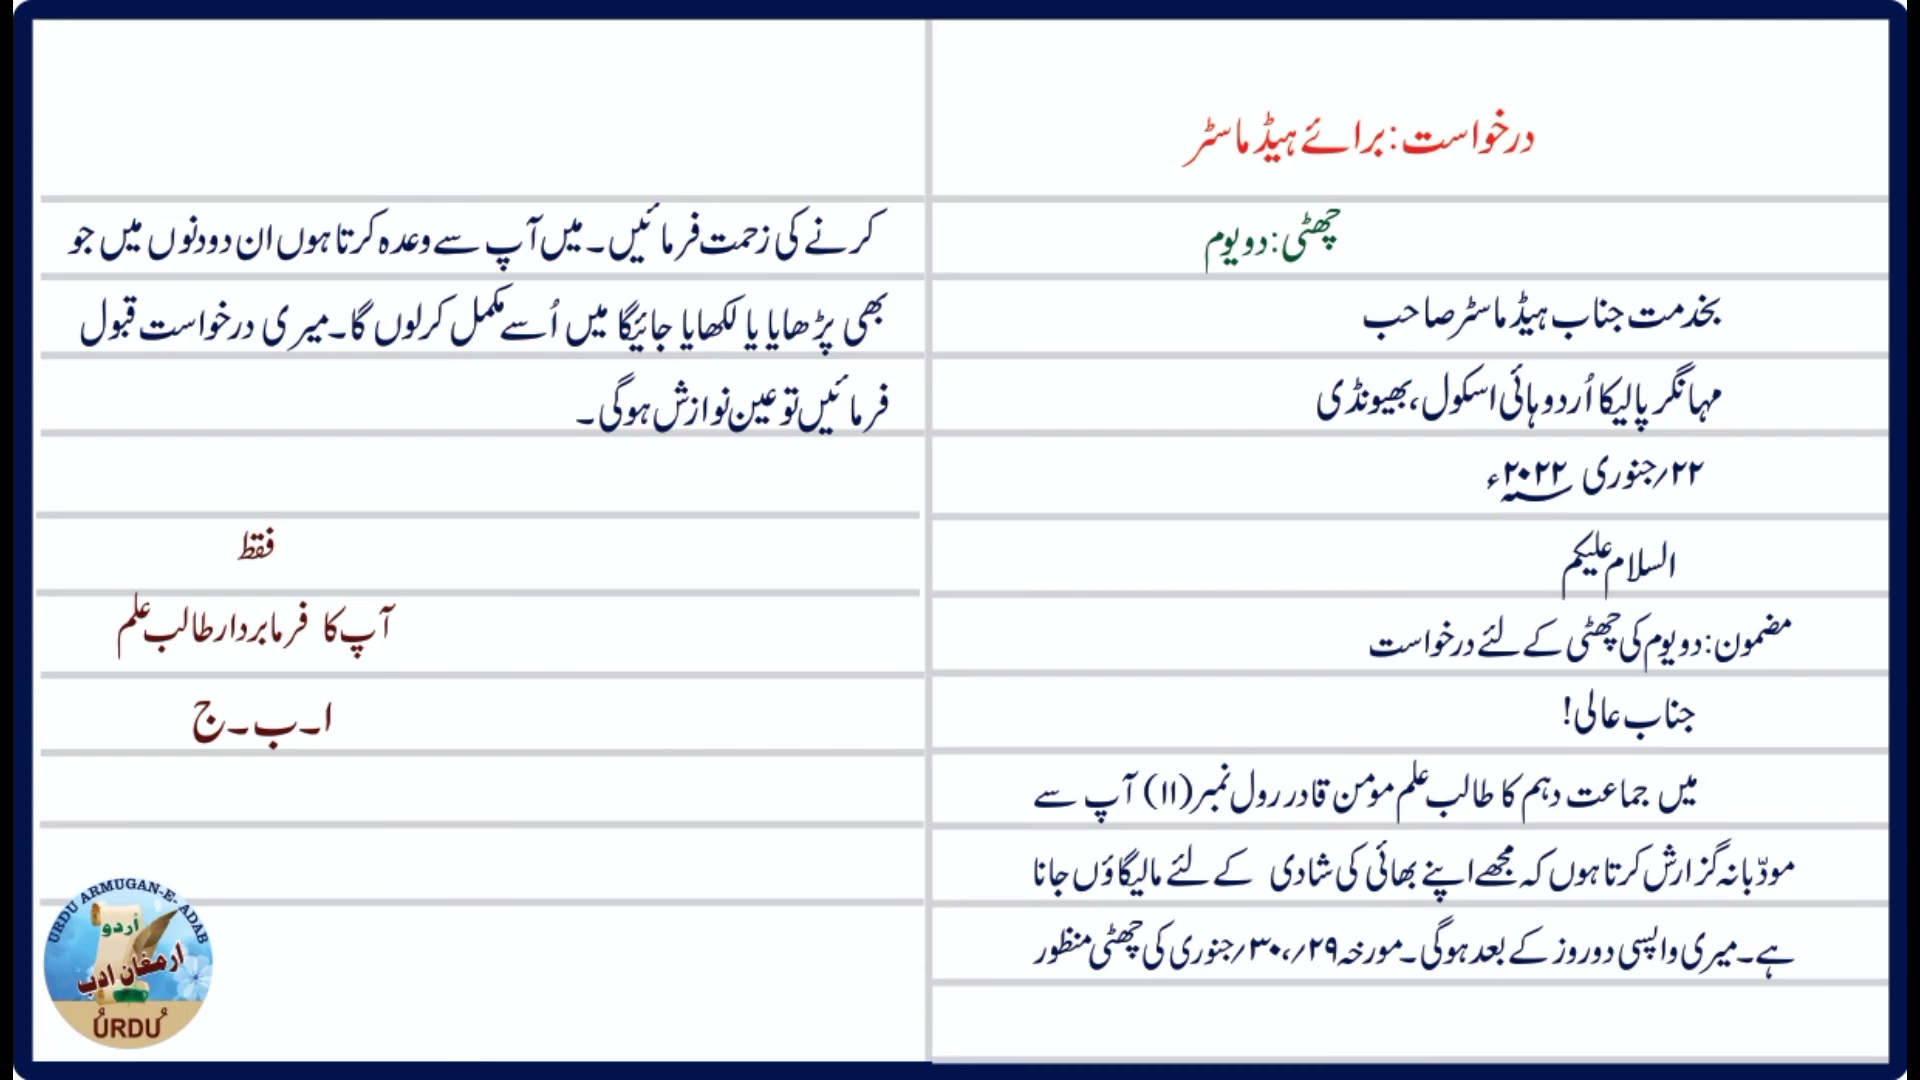 درخواست: برائے ہیڈ ماسٹر
چھٹی: دو یوم
بخدمت جناب ہیڈ ماسٹر صاحب
مہانگر پالیکا اُردو ہائی اسکول، بھیونڈی
۲۲؍جنوری ۲۰۲۲ء
السلام علیکم
مضمون: دو یوم کی چھٹی کے لئے درخواست
جناب عالی!
میں جماعت دہم کا طالب علم مومن قادر رول نمبر (۱۱) آپ سے
مودّبانہ گزارش کرتا ہوں کہ مجھے اپنے بھائی کی شادی کے لئے مالیگاؤں جانا
ہے۔ میری واپسی دو روز کے بعد ہوگی۔ مورخہ ۲۹؍، ۳۰؍جنوری کی چھٹی منظور
کرنے کی زحمت فرمائیں۔ میں آپ سے وعدہ کرتا ہوں ان دو دنوں میں جو
بھی پڑھایا یا لکھایا جائیگا میں اُسے مکمل کرلوں گا۔ میری درخواست قبول
فرمائیں تو عین نوازش ہوگی۔
فقط
آپ کا فرمابردار طالب علم
ا۔ب۔ج
URDU ARMUGAN-E-ADAB
اُردو
ارمغان ادب
URDU